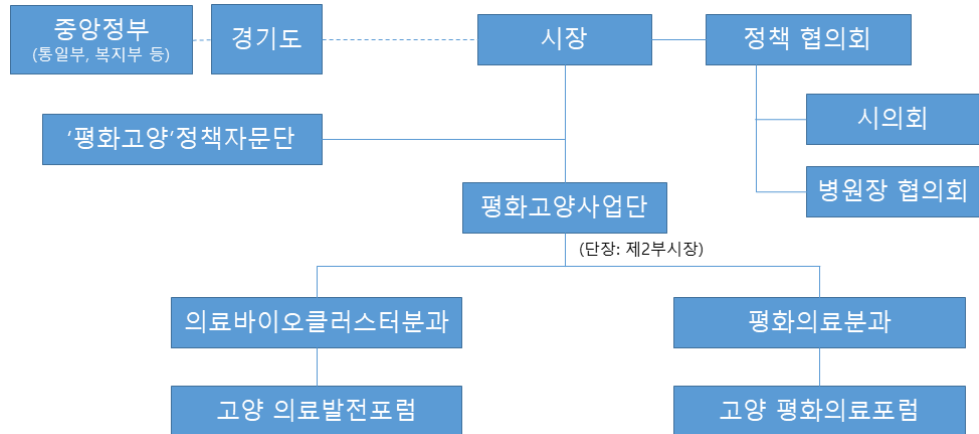 중앙정부
(통일부, 복지부 등)
경기도
시장
정책 협의회
시의회
'평화고양'정책자문단
병원장 협의회
평화고양사업단
(단장: 제2부시장)
의료바이오클러스터분과
평화의료분과
고양 의료발전포럼
고양 평화의료포럼